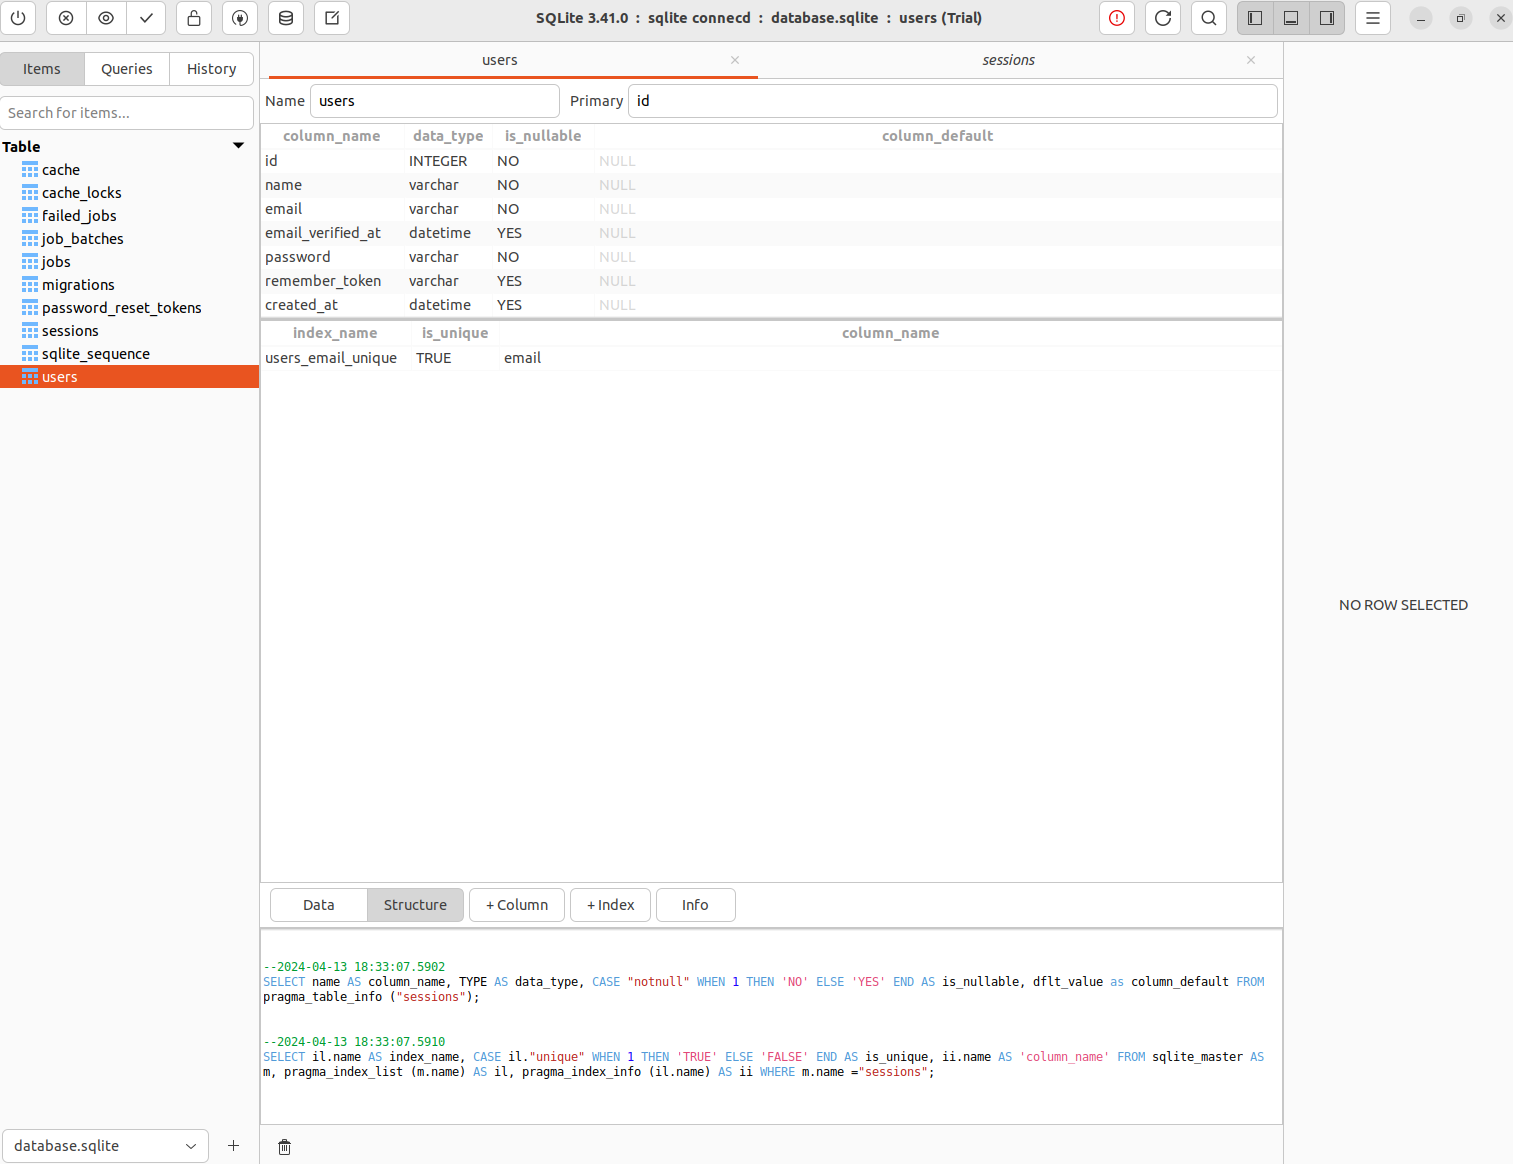 SQLite 3.41.0 : sqlite connecd : database.sqlite : users (Trial)
Items Queries History
Search for items...
Table
cache
cache_locks
failed_jobs
job_batches
jobs
migrations
password_reset_tokens
sessions
sqlite_sequence
users
database.sqlite
users sessions
Name users Primary id
column_name data_type is_nullable column_default
id INTEGER NO NULL
name varchar NO NULL
email varchar NO NULL
email_verified_at datetime YES NULL
password varchar NO NULL
remember_token varchar YES NULL
created_at datetime YES NULL
index_name is_unique column_name
users_email_unique TRUE email
Data Structure + Column + Index Info
--2024-04-13 18:33:07.5902
SELECT name AS column_name, TYPE AS data_type, CASE "notnull" WHEN 1 THEN 'NO' ELSE 'YES' END AS is_nullable, dflt_value as column_default FROM
pragma_table_info ("sessions");
--2024-04-13 18:33:07.5910
SELECT il.name AS index_name, CASE il."unique" WHEN 1 THEN 'TRUE' ELSE 'FALSE' END AS is_unique, ii.name AS 'column_name' FROM sqlite_master AS
m, pragma_index_list (m.name) AS il, pragma_index_info (il.name) AS ii WHERE m.name ="sessions";
NO ROW SELECTED